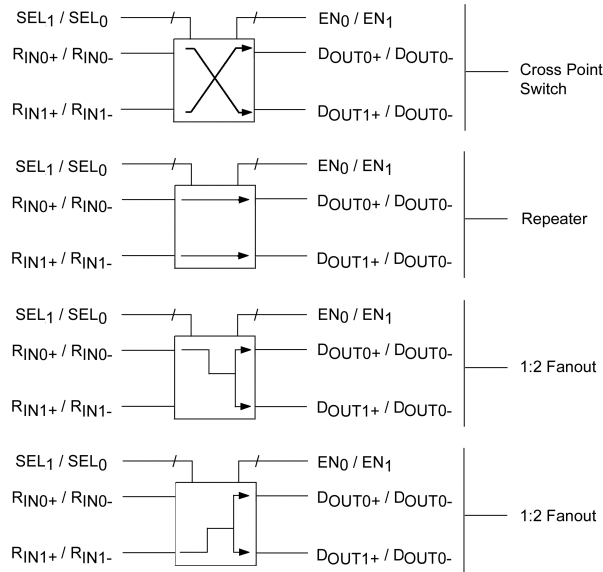 SEL1 / SEL0 EN0 / EN1
RIN0+ / RIN0- DOUT0+ / DOUT0-
Cross Point
Switch
RIN1+ / RIN1- DOUT1+ / DOUT0-
SEL1 / SEL0 EN0 / EN1
RIN0+ / RIN0- DOUT0+ / DOUT0-
Repeater
RIN1+ / RIN1- DOUT1+ / DOUT0-
SEL1 / SEL0 EN0 / EN1
RIN0+ / RIN0- DOUT0+ / DOUT0-
1:2 Fanout
RIN1+ / RIN1- DOUT1+ / DOUT0-
SEL1 / SEL0 EN0 / EN1
RIN0+ / RIN0- DOUT0+ / DOUT0-
1:2 Fanout
RIN1+ / RIN1- DOUT1+ / DOUT0-